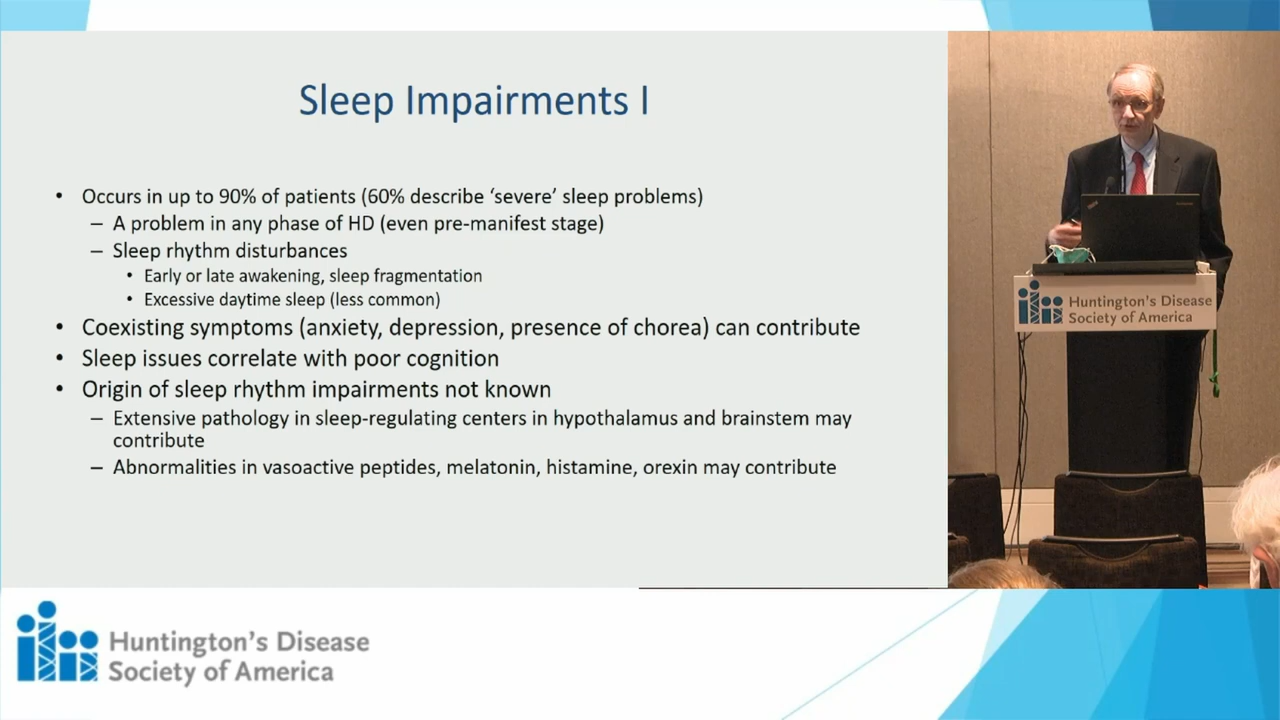 Sleep Impairments I
• Occurs in up to 90% of patients (60% describe ‘severe’ sleep problems)
– A problem in any phase of HD (even pre-manifest stage)
– Sleep rhythm disturbances
• Early or late awakening, sleep fragmentation
• Excessive daytime sleep (less common)
• Coexisting symptoms (anxiety, depression, presence of chorea) can contribute
• Sleep issues correlate with poor cognition
• Origin of sleep rhythm impairments not known
– Extensive pathology in sleep-regulating centers in hypothalamus and brainstem may
contribute
– Abnormalities in vasoactive peptides, melatonin, histamine, orexin may contribute
Huntington’s Disease
Society of America
Huntington’s Disease
Society of America